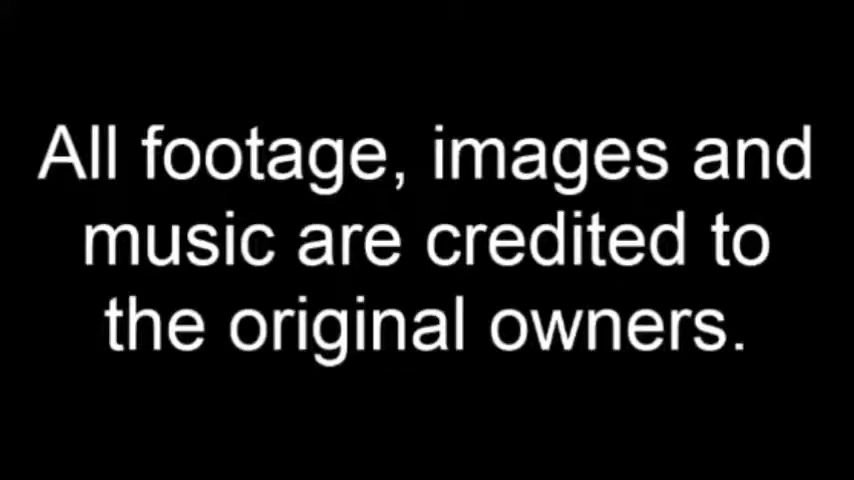 All footage, images and
music are credited to
the original owners.